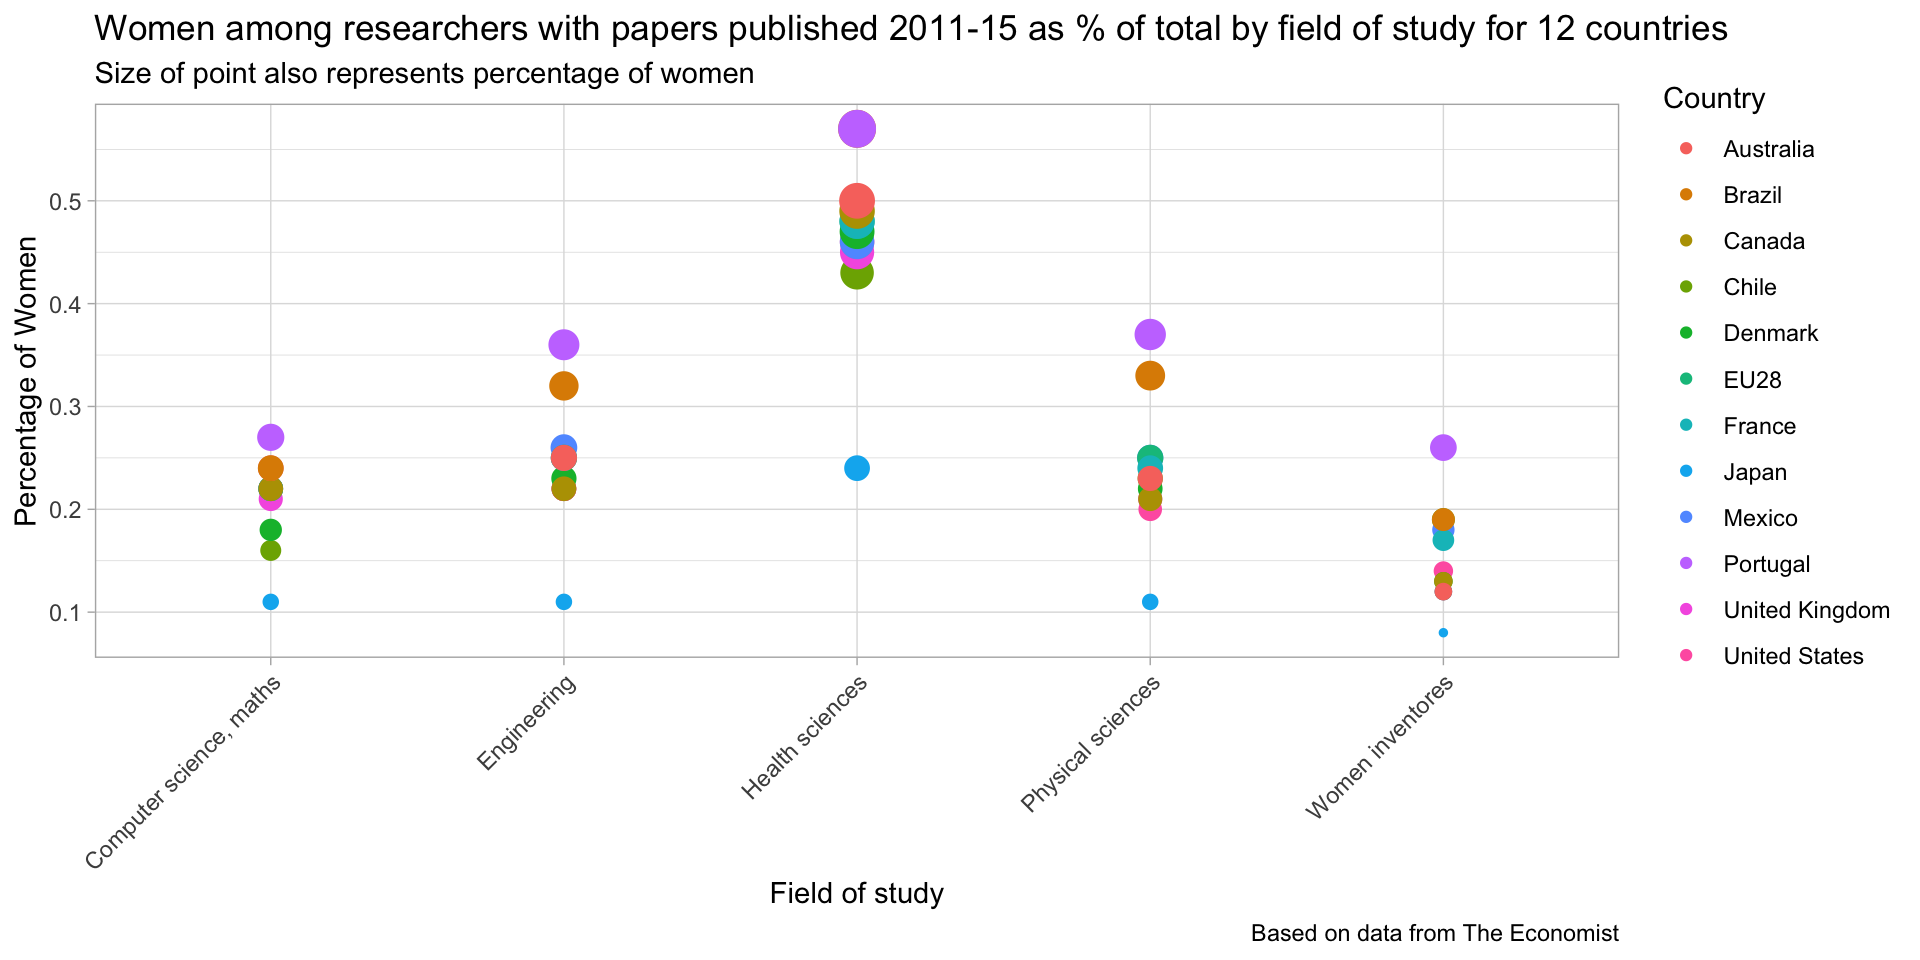 Women among researchers with papers published 2011-15 as % of total by field of study for 12 countries
Size of point also represents percentage of women
Percentage of Women
0.5
0.4
0.3
0.2
0.1
Computer science, maths
Engineering
Health sciences
Physical sciences
Women inventores
Field of study
Country
Australia
Brazil
Canada
Chile
Denmark
EU28
France
Japan
Mexico
Portugal
United Kingdom
United States
Based on data from The Economist